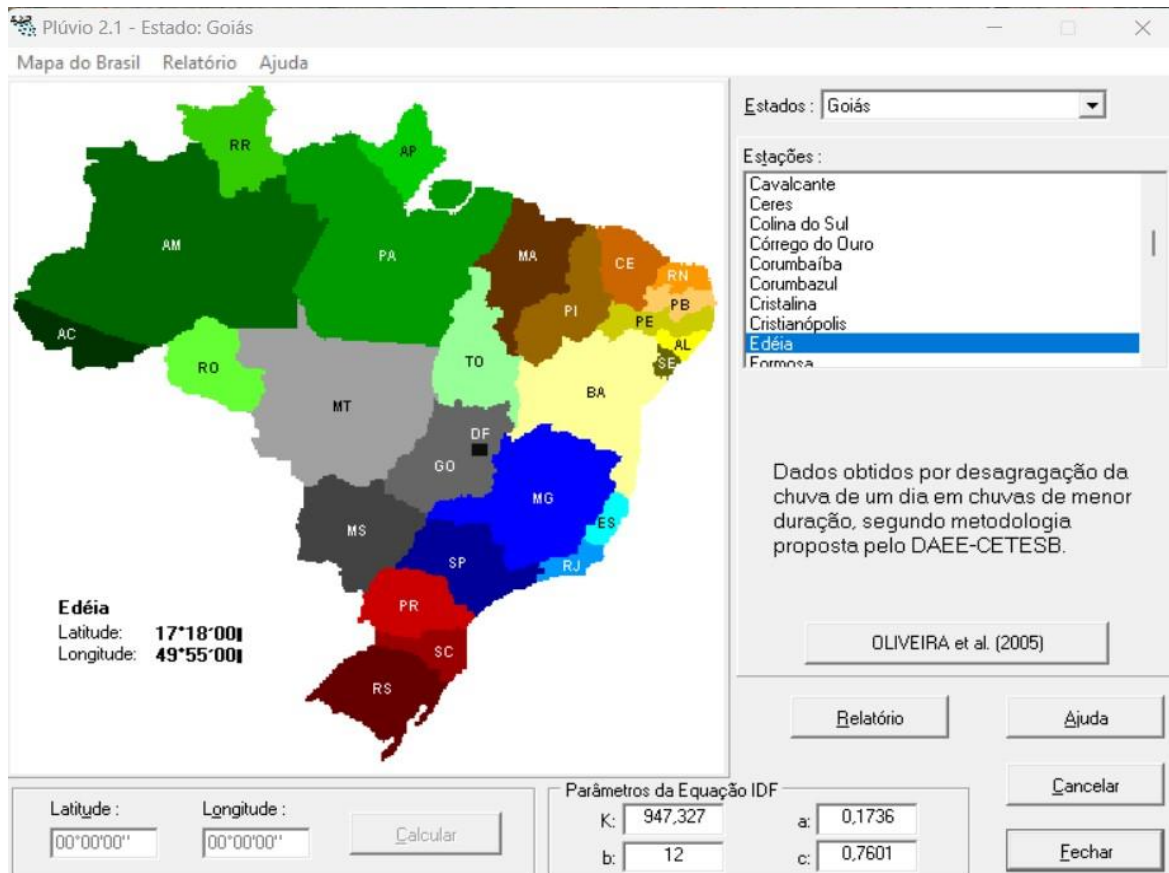 Plúvio 2.1 - Estado: Goiás
Mapa do Brasil Relatório Ajuda
RR
AP
AM
PA
MA
CE
RN
PB
PI
PE
AL
SE
AC
RO
TO
BA
MT
DF
GO
MG
MS
ES
SP
RJ
PR
SC
RS
Edéia
Latitude: 17°18'00
Longitude: 49°55'00
Estados : Goiás
Estações :
Cavalcante
Ceres
Colina do Sul
Córrego do Ouro
Corumbaíba
Corumbazul
Cristalina
Cristianópolis
Edéia
Formosa
Dados obtidos por desagragação da
chuva de um dia em chuvas de menor
duração, segundo metodologia
proposta pelo DAEE-CETESB.
OLIVEIRA et al. (2005)
Relatório Ajuda
Cancelar
Fechar
Latitude : Longitude :
00°00'00'' 00°00'00'' Calcular
Parâmetros da Equação IDF
K: 947,327 a: 0,1736
b: 12 c: 0,7601